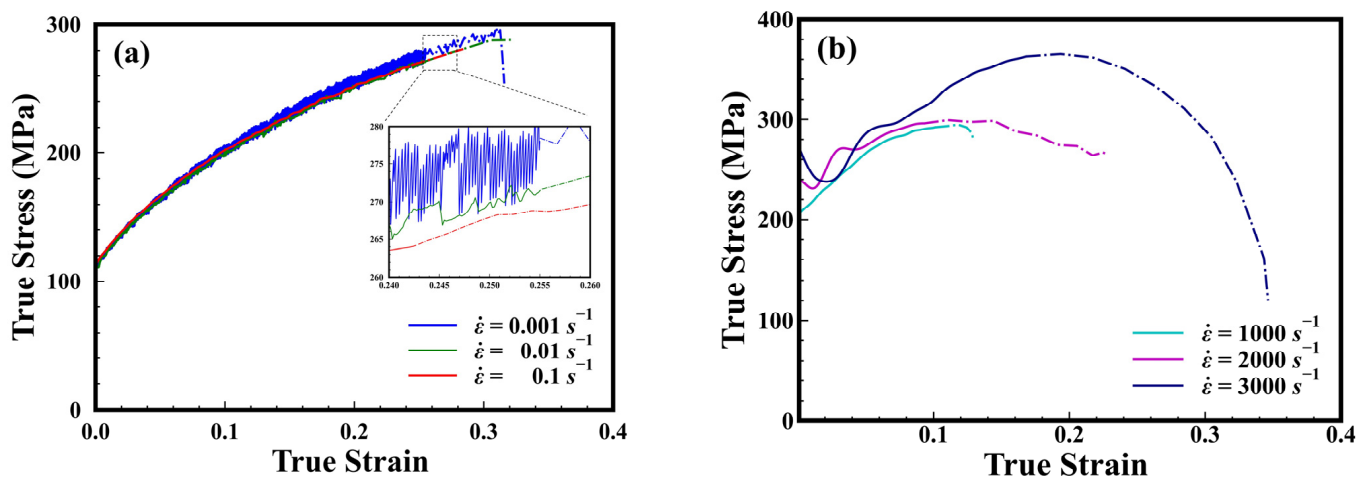 (a)
True Stress (MPa)
300
200
100
0
0.0 0.1 0.2 0.3 0.4
True Strain
280
275
270
265
260
0.240 0.245 0.250 0.255 0.260
ε̇ = 0.001 s⁻¹
ε̇ = 0.01 s⁻¹
ε̇ = 0.1 s⁻¹
(b)
True Stress (MPa)
400
300
200
100
0
0.1 0.2 0.3 0.4
True Strain
ε̇ = 1000 s⁻¹
ε̇ = 2000 s⁻¹
ε̇ = 3000 s⁻¹